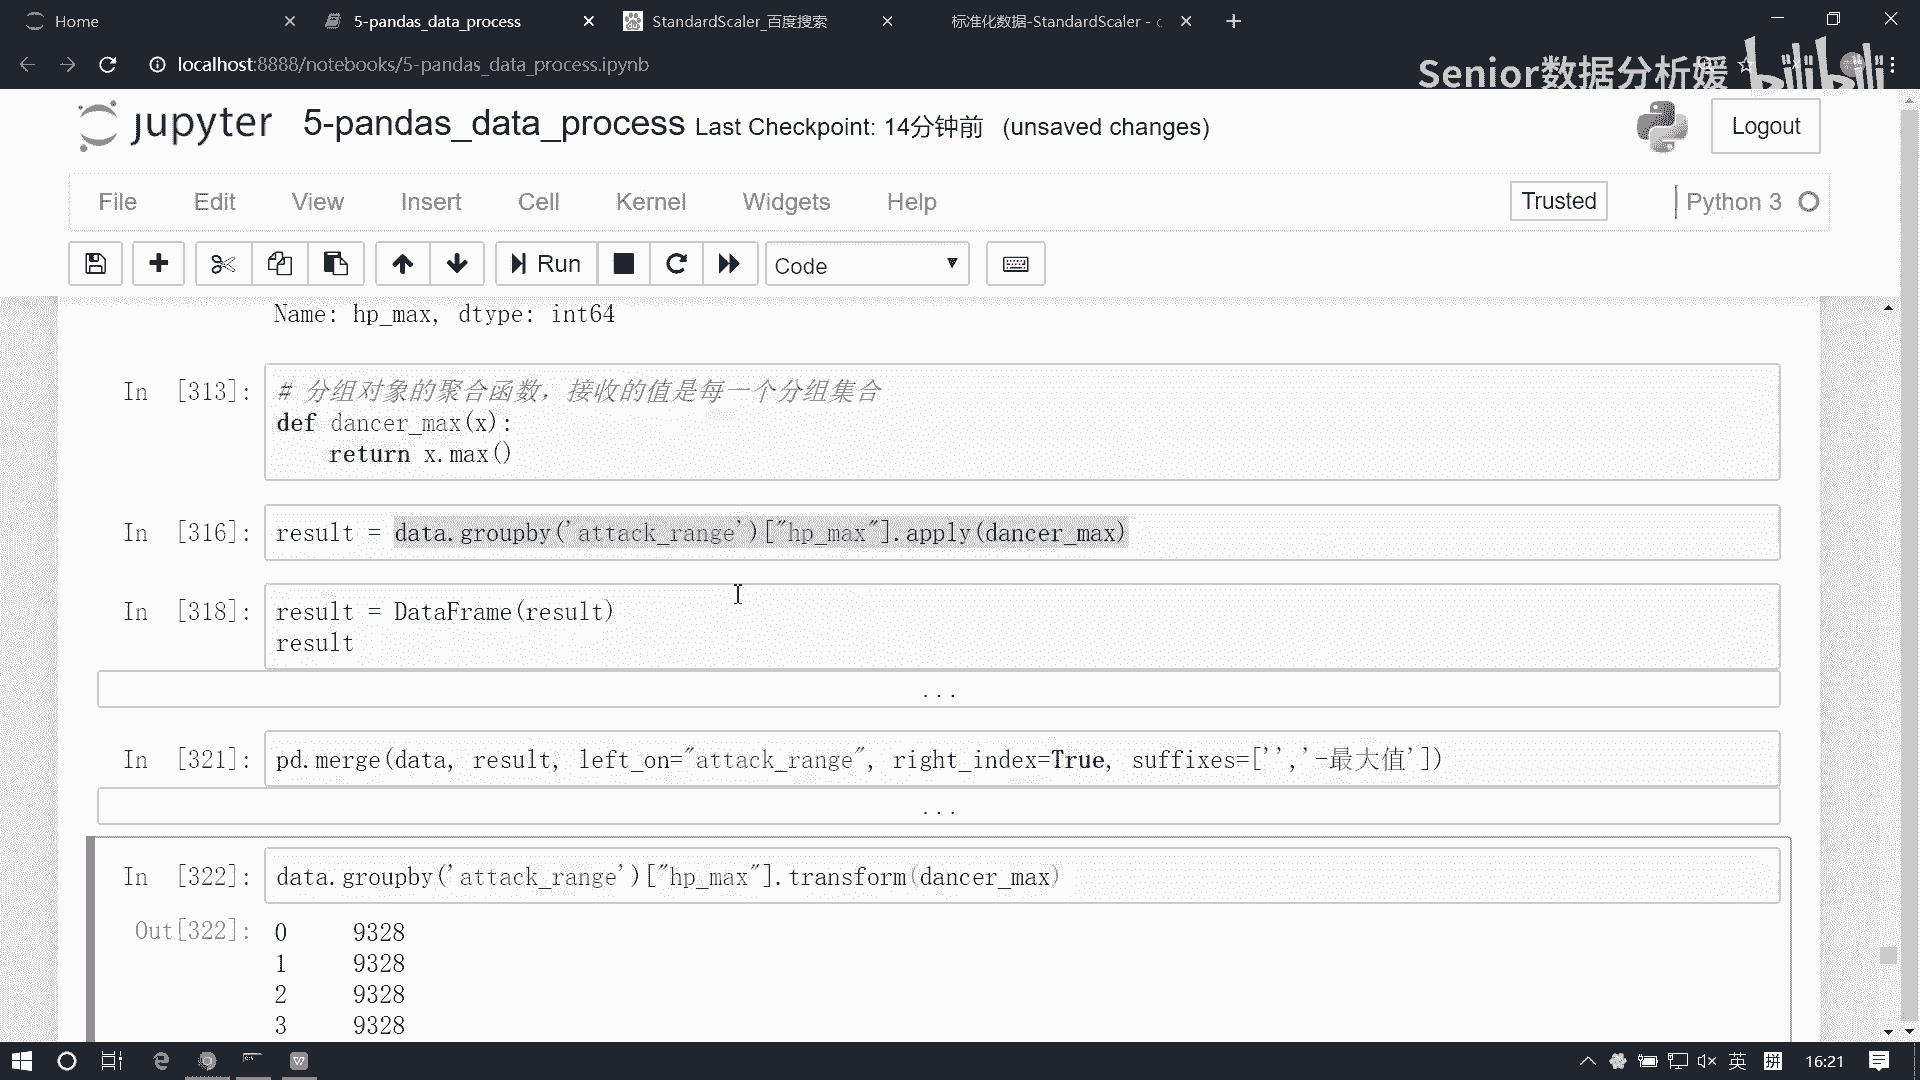 Home
5-pandas_data_process
StandardScaler_百度搜索
标准化数据-StandardScaler -
localhost:8888/notebooks/5-pandas_data_process.ipynb
Senior数据分析媛
bilibili
jupyter 5-pandas_data_process Last Checkpoint: 14分钟前 (unsaved changes)
Logout
File Edit View Insert Cell Kernel Widgets Help
Trusted
Python 3
Run
Code
Name: hp_max, dtype: int64
In [313]: # 分组对象的聚合函数，接收的值是每一个分组集合
def dancer_max(x):
return x.max()
In [316]: result = data.groupby('attack_range')["hp_max"].apply(dancer_max)
In [318]: result = DataFrame(result)
result
...
In [321]: pd.merge(data, result, left_on="attack_range", right_index=True, suffixes=['','-最大值'])
...
In [322]: data.groupby('attack_range')["hp_max"].transform(dancer_max)
Out[322]: 0 9328
1 9328
2 9328
3 9328
英
拼
16:21